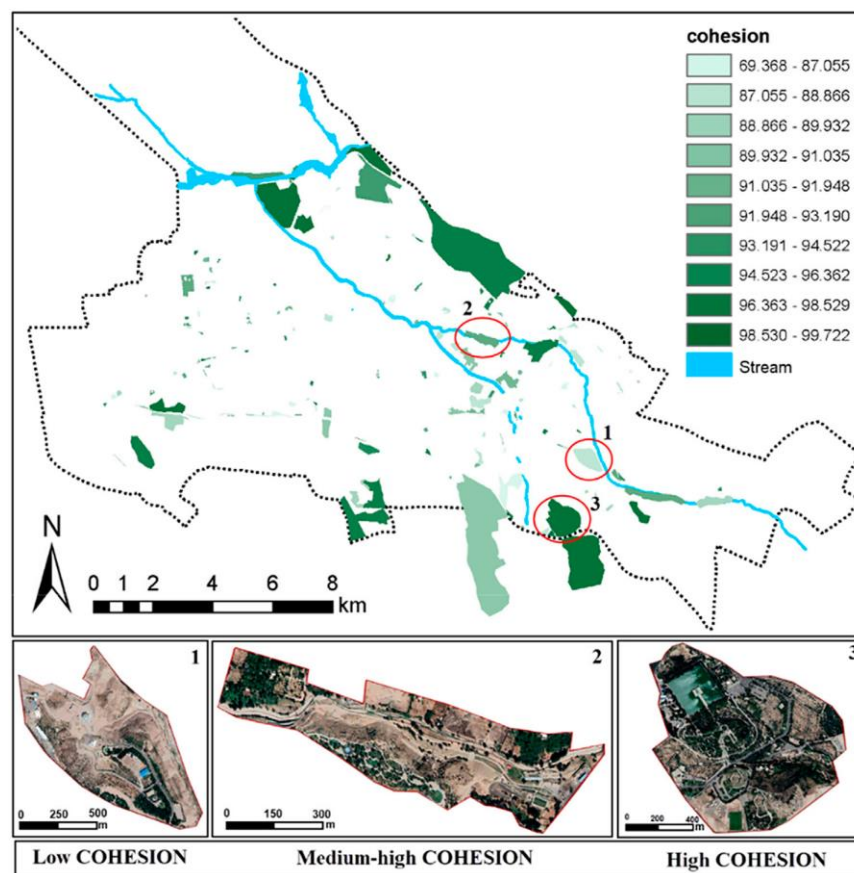 cohesion
69.368 - 87.055
87.055 - 88.866
88.866 - 89.932
89.932 - 91.035
91.035 - 91.948
91.948 - 93.190
93.191 - 94.522
94.523 - 96.362
96.363 - 98.529
98.530 - 99.722
Stream
2
1
3
N
0 1 2 4 6 8
km
1
0 250 500
m
2
0 150 300
m
3
0 200 400
m
Low COHESION
Medium-high COHESION
High COHESION